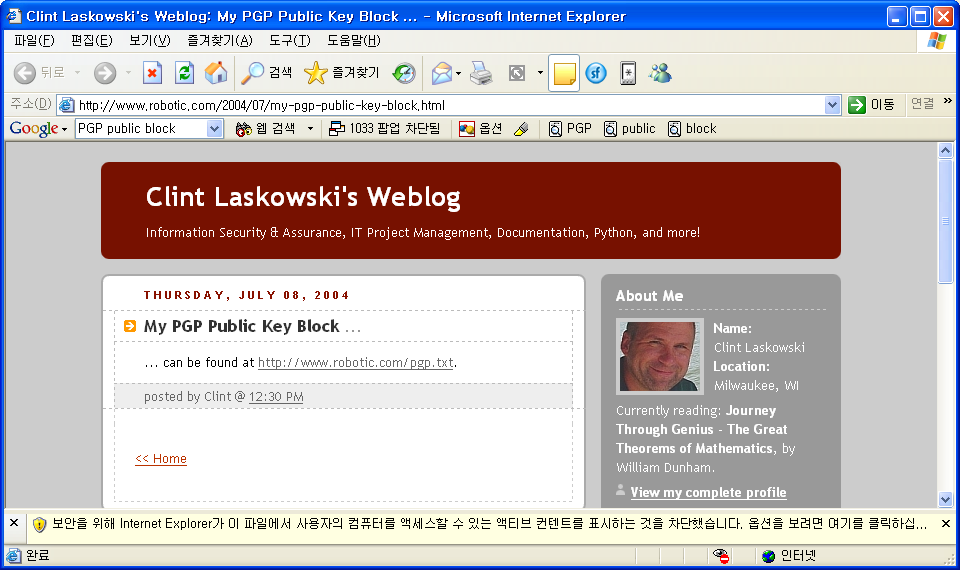 Clint Laskowski's Weblog: My PGP Public Key Block ... - Microsoft Internet Explorer
파일(F) 편집(E) 보기(V) 즐겨찾기(A) 도구(T) 도움말(H)
뒤로 검색 즐겨찾기
주소(D) http://www.robotic.com/2004/07/my-pgp-public-key-block.html 이동 연결 »
Google PGP public block 웹 검색 1033 팝업 차단됨 옵션 PGP public block
Clint Laskowski's Weblog
Information Security & Assurance, IT Project Management, Documentation, Python, and more!
THURSDAY, JULY 08, 2004
My PGP Public Key Block ...
... can be found at http://www.robotic.com/pgp.txt.
posted by Clint @ 12:30 PM
<< Home
About Me
Name:
Clint Laskowski
Location:
Milwaukee, WI
Currently reading: Journey
Through Genius - The Great
Theorems of Mathematics, by
William Dunham.
View my complete profile
보안을 위해 Internet Explorer가 이 파일에서 사용자의 컴퓨터를 액세스할 수 있는 액티브 컨텐트를 표시하는 것을 차단했습니다. 옵션을 보려면 여기를 클릭하십...
완료 인터넷